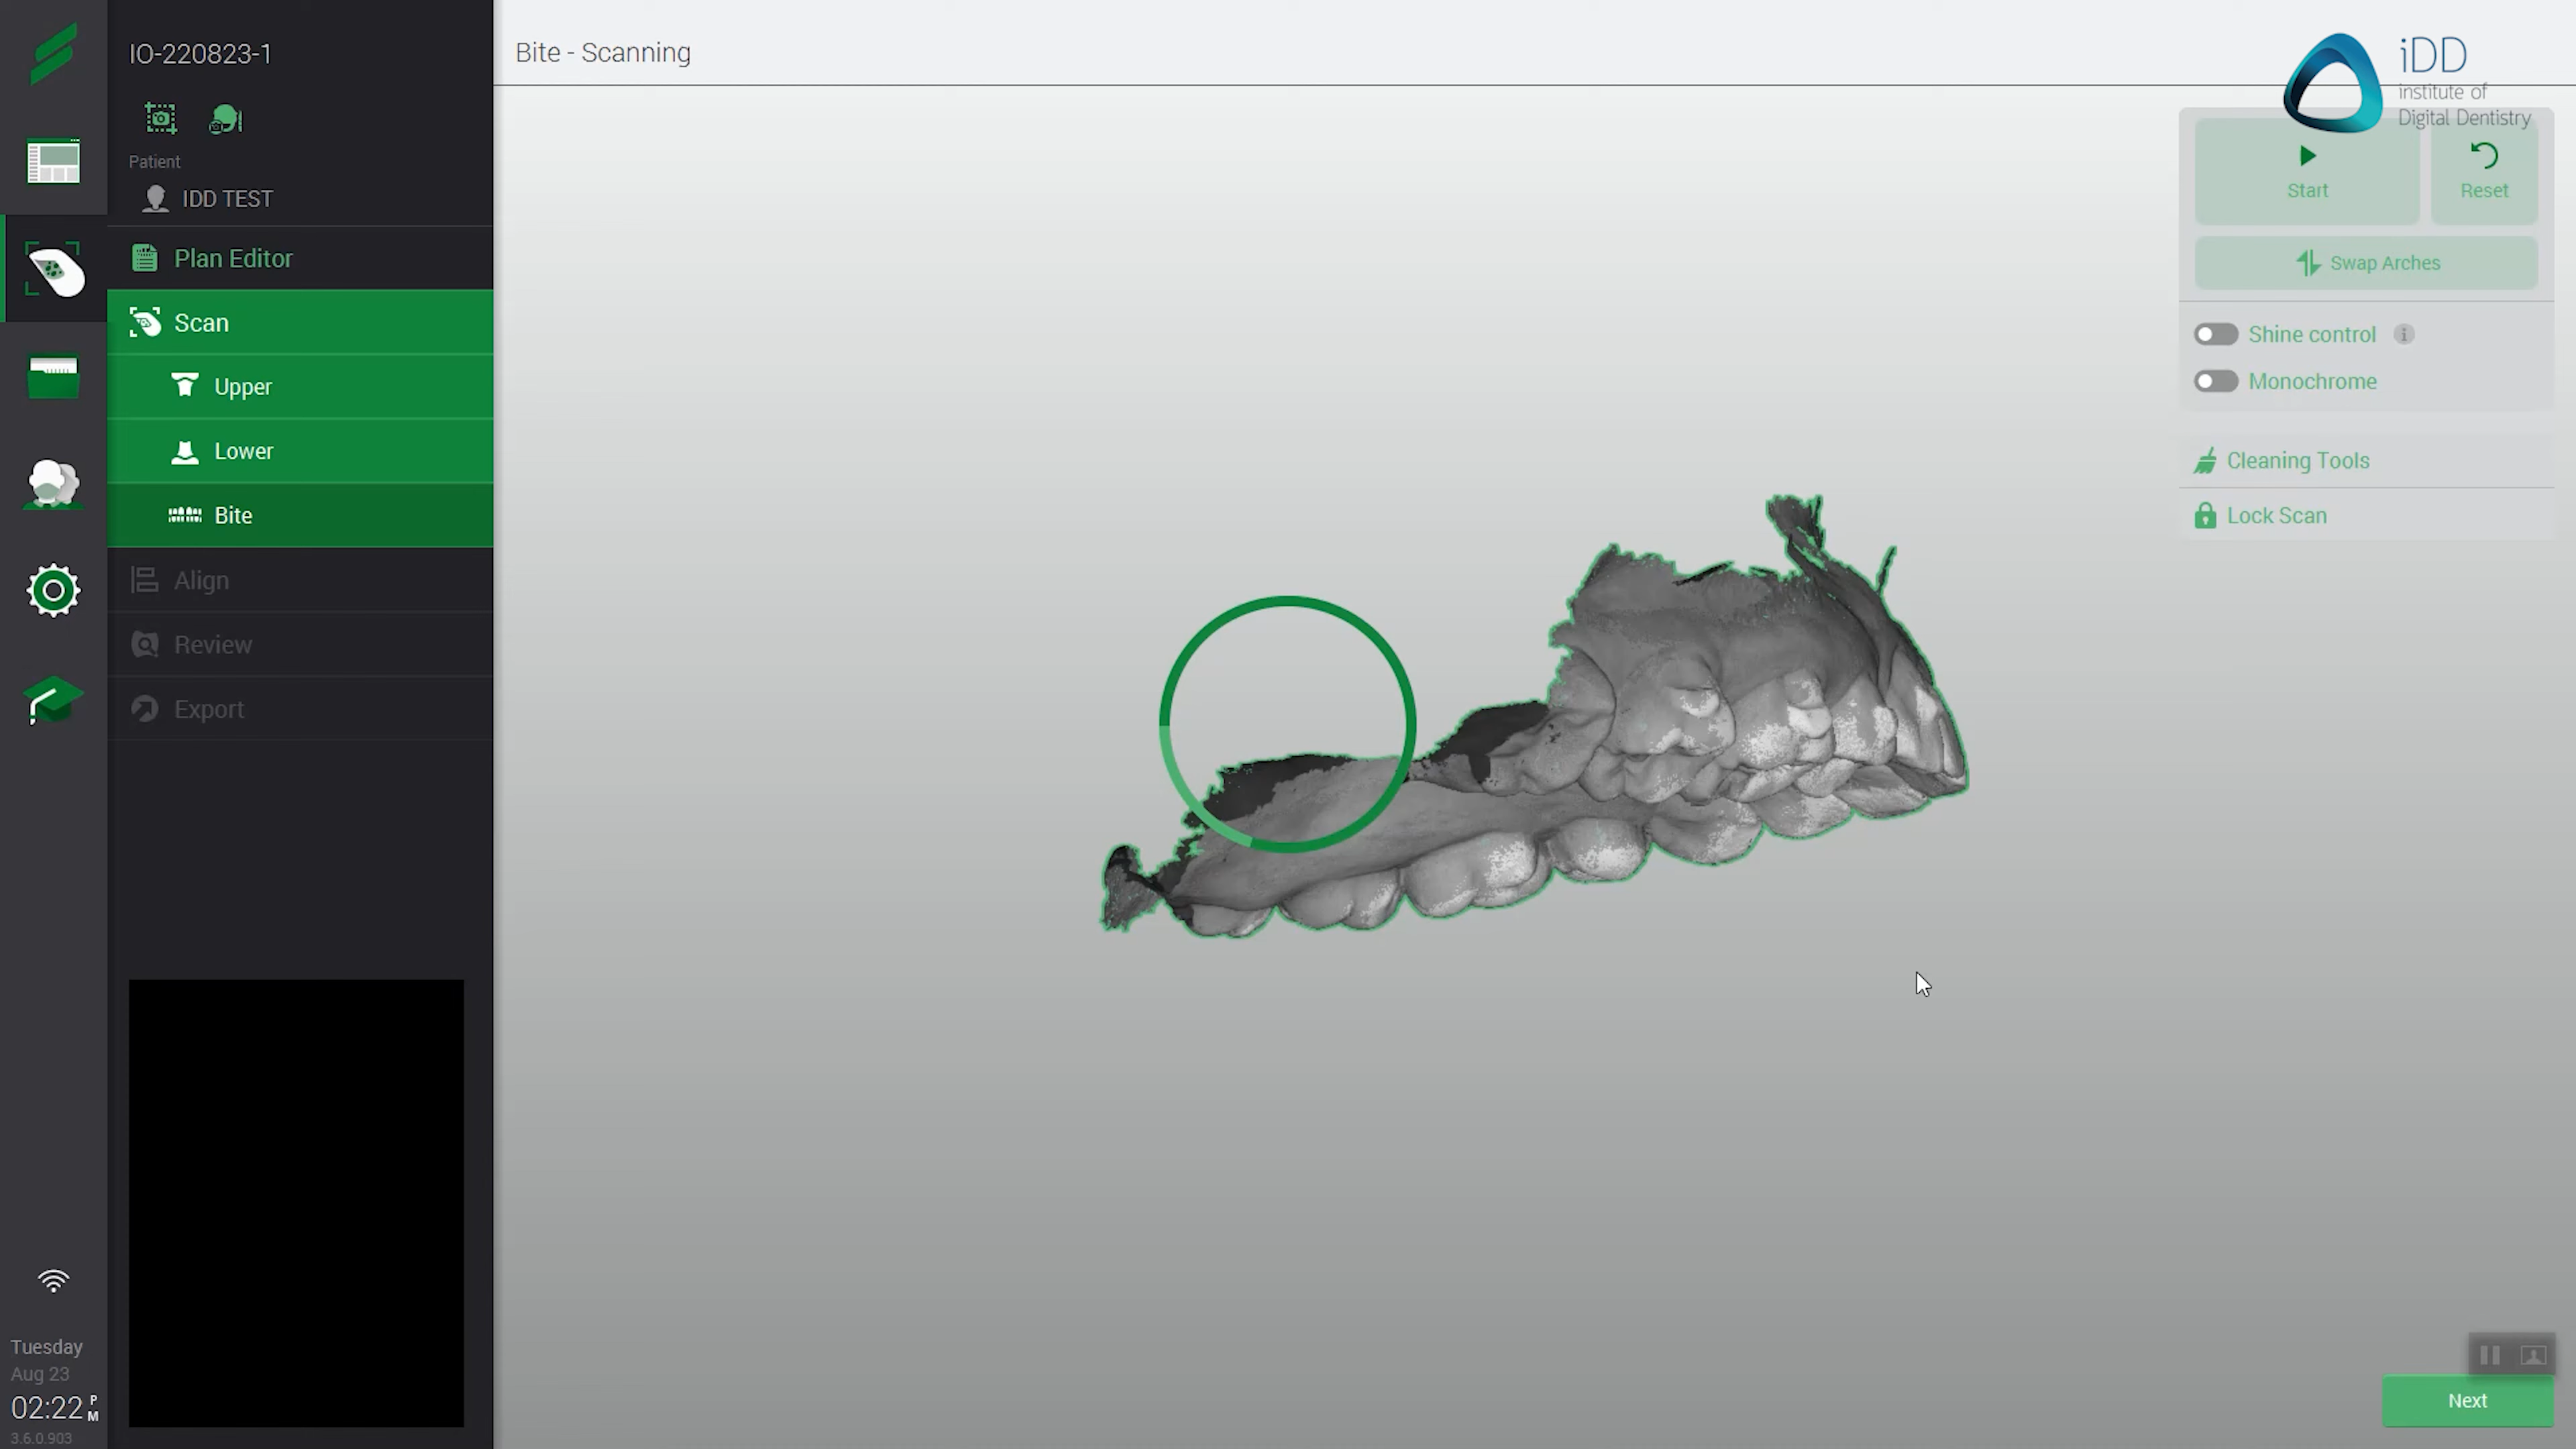 IO-220823-1
Patient
IDD TEST
Plan Editor
Scan
Upper
Lower
Bite
Align
Review
Export
Tuesday
Aug 23
02:22 PM
3.6.0.903
Bite - Scanning
iDD
institute of
Digital Dentistry
Start
Reset
Swap Arches
Shine control
Monochrome
Cleaning Tools
Lock Scan
Next